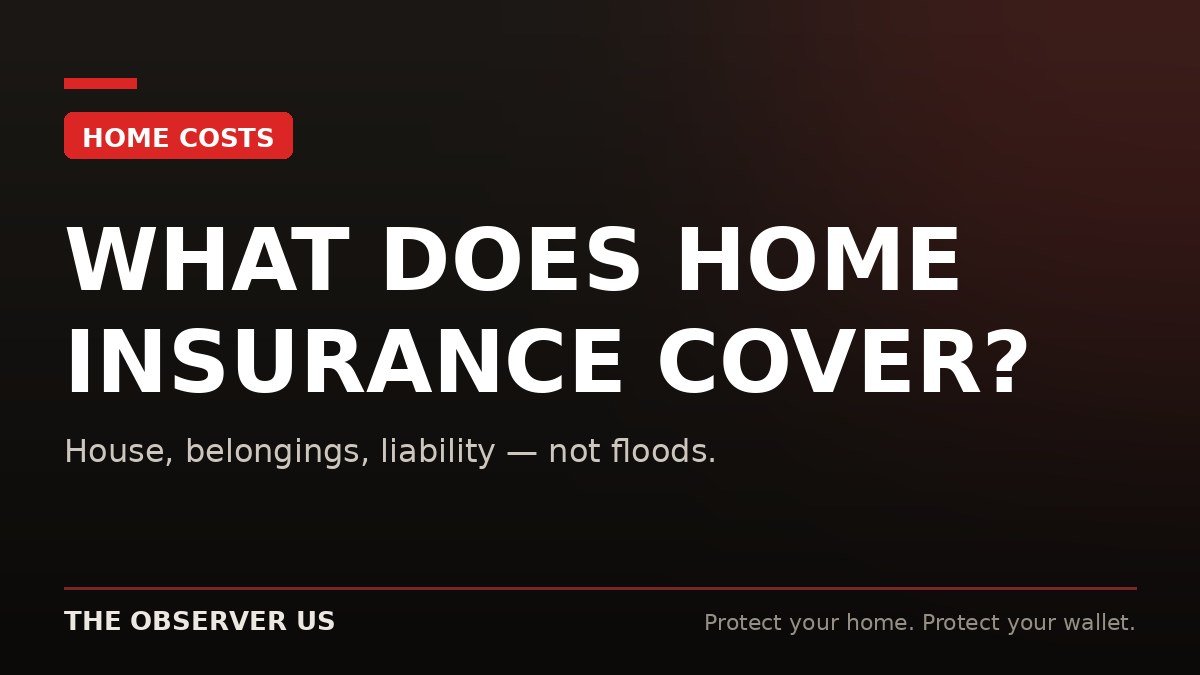 HOME COSTS
WHAT DOES HOME
INSURANCE COVER?
House, belongings, liability — not floods.
THE OBSERVER US
Protect your home. Protect your wallet.